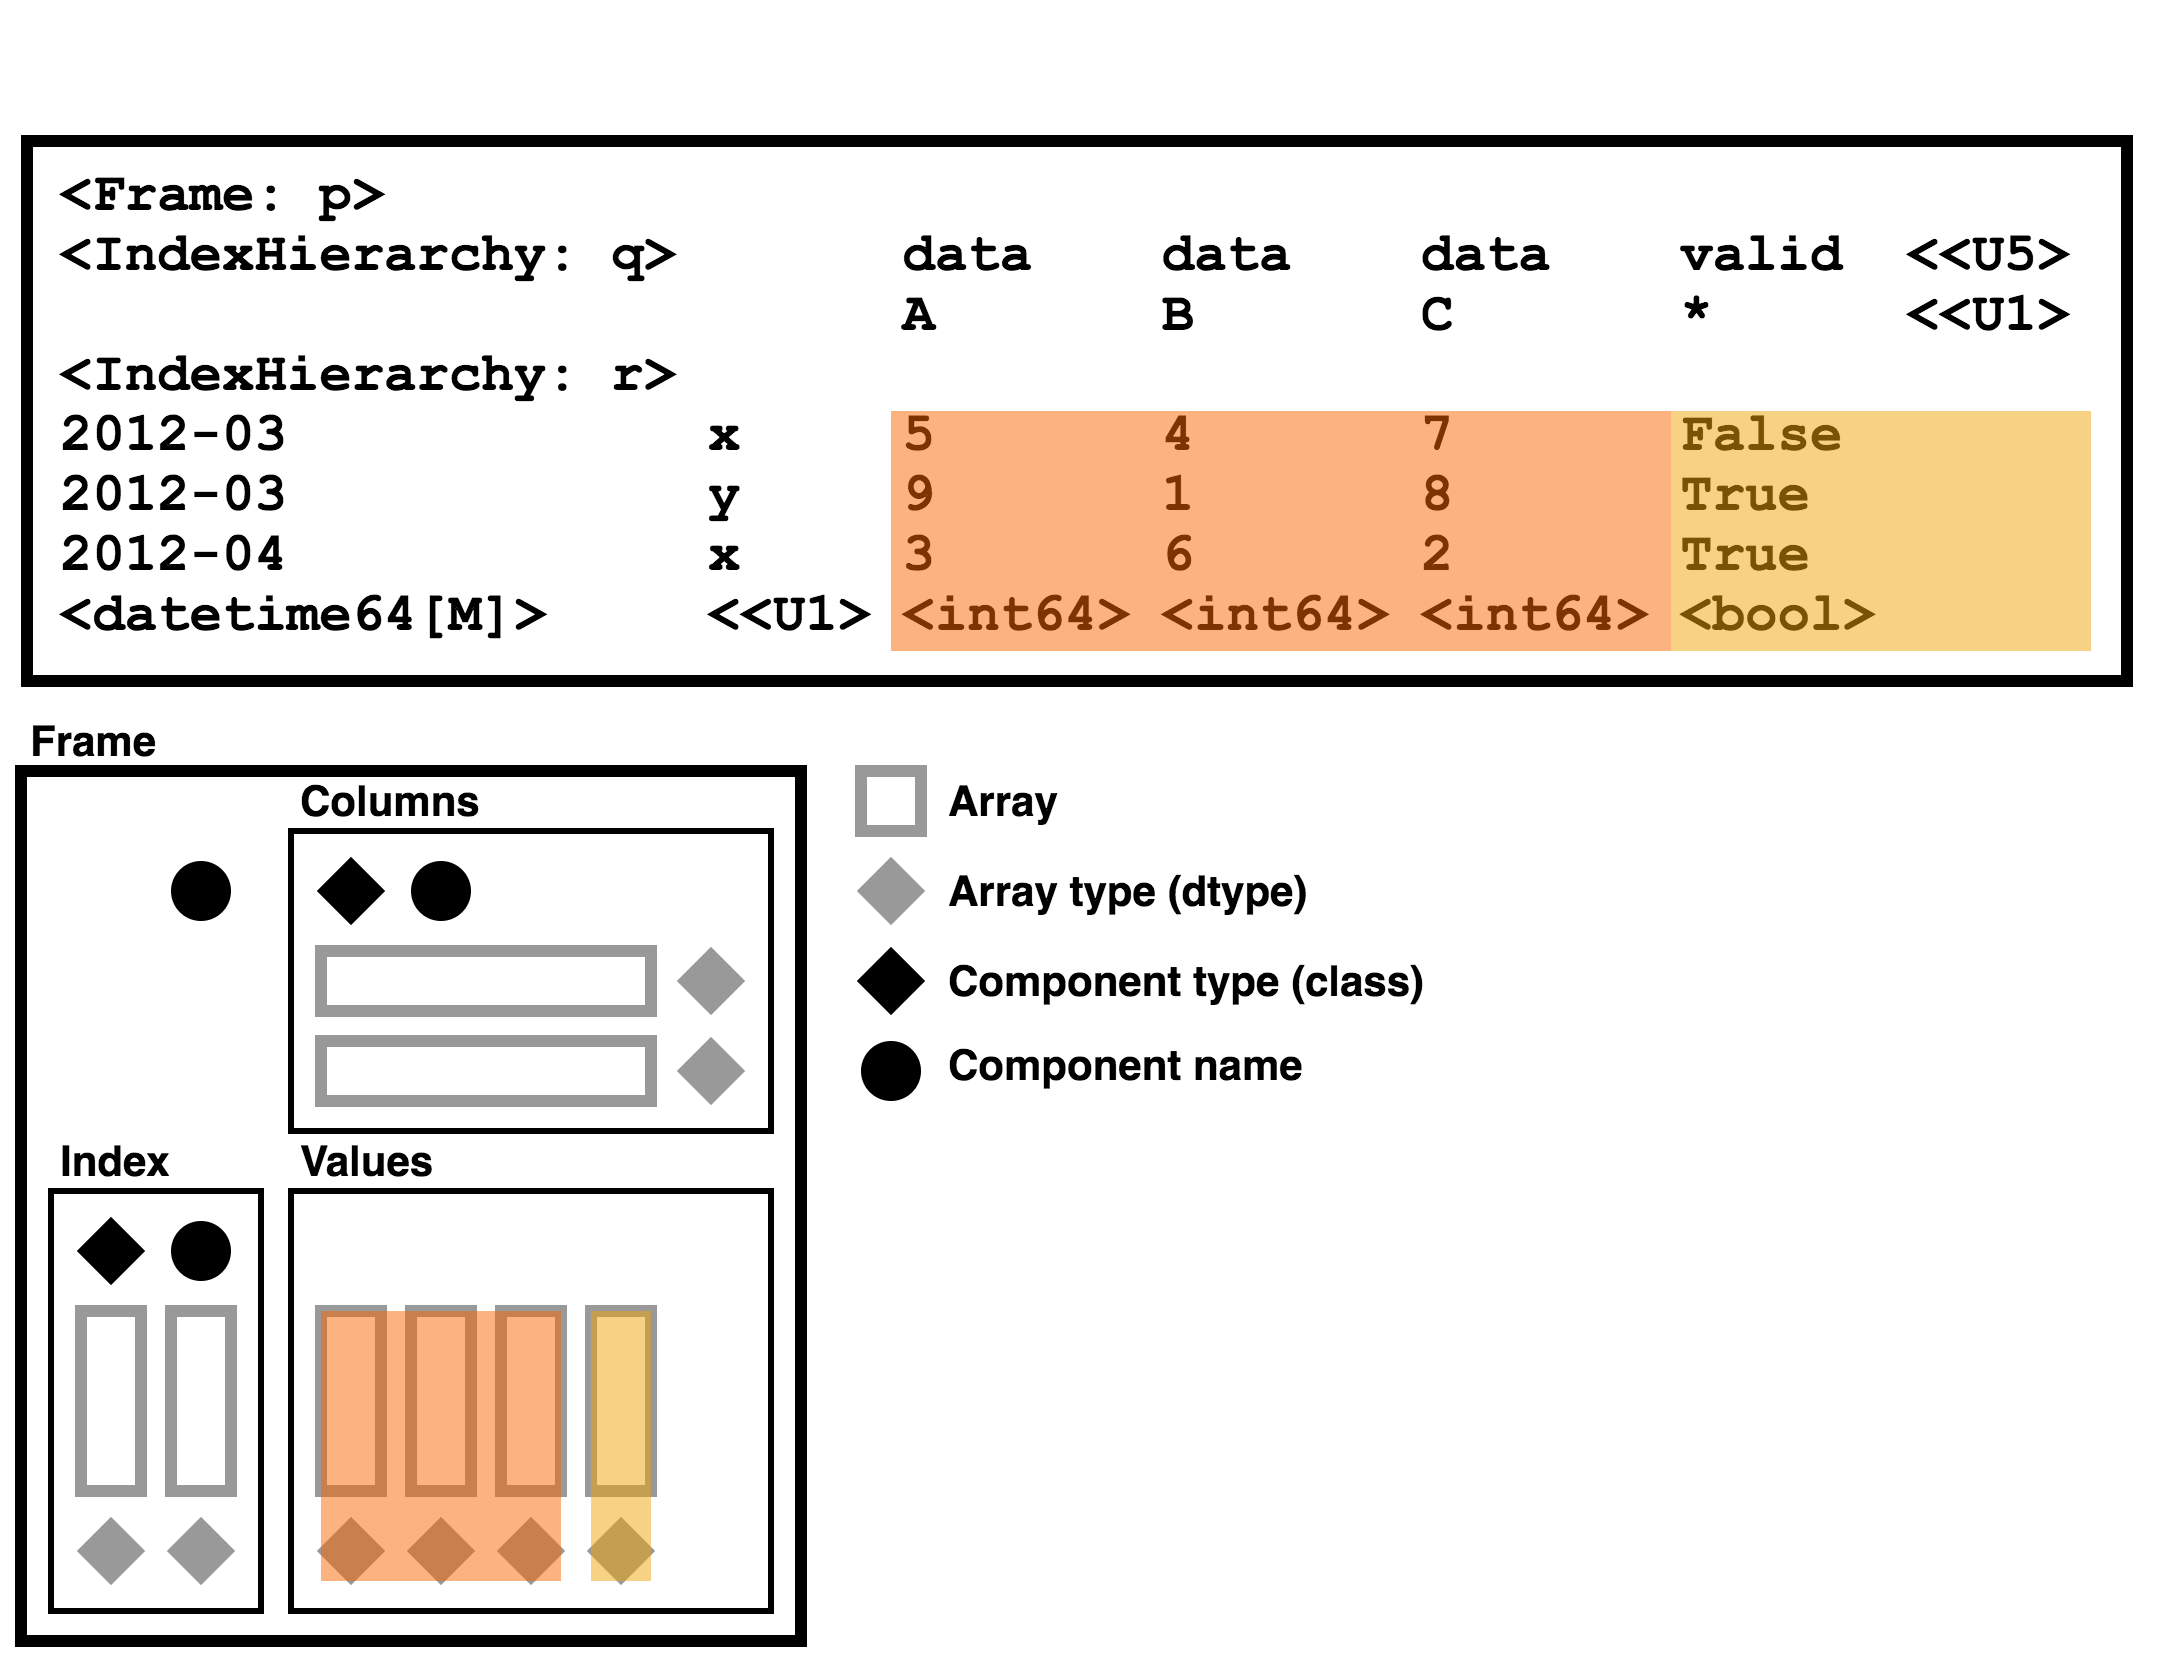 <Frame: p>
<IndexHierarchy: q> data data data valid <<U5>
A B C * <<U1>
<IndexHierarchy: r>
2012-03 x 5 4 7 False
2012-03 y 9 1 8 True
2012-04 x 3 6 2 True
<datetime64[M]> <<U1> <int64> <int64> <int64> <bool>
Frame
Columns
Array
Array type (dtype)
Component type (class)
Component name
Index
Values